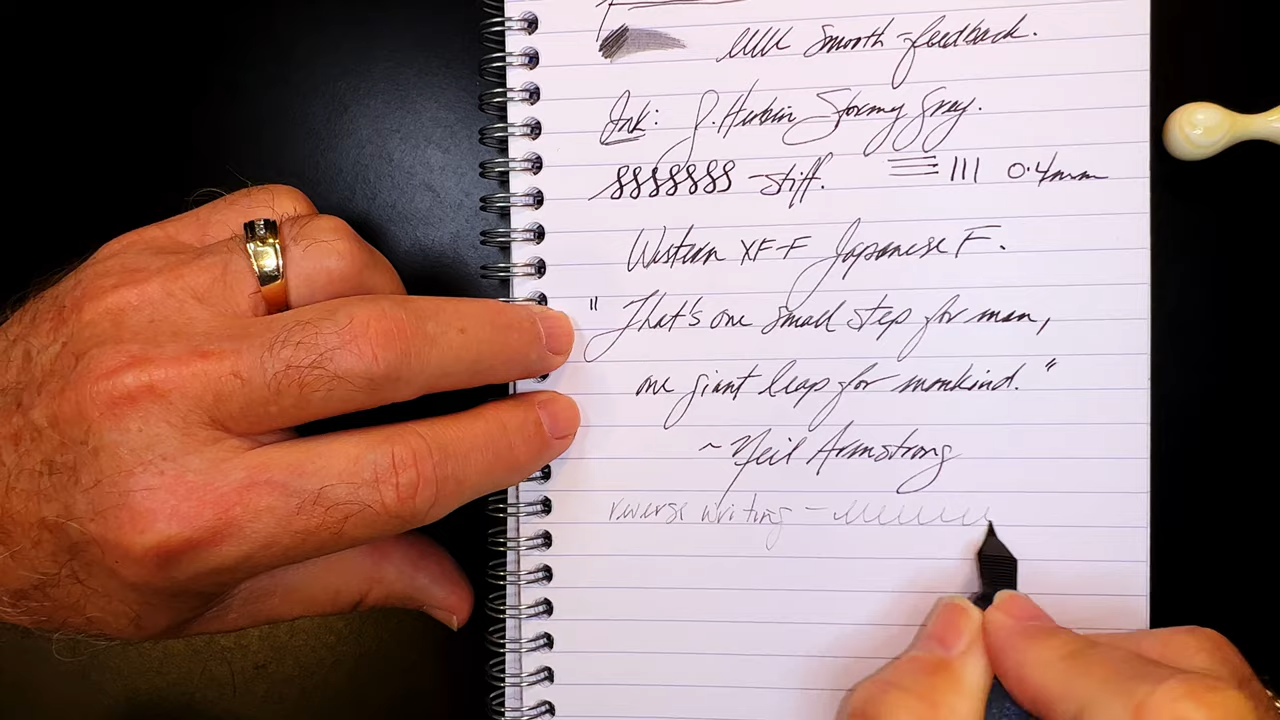 Smooth - feedback.
Ink: J. Herbin Stormy Gray.
- stiff. 0.4mm
Western XF-F Japanese F.
"That's one small step for man,
one giant leap for mankind."
~ Neil Armstrong
reverse writing -